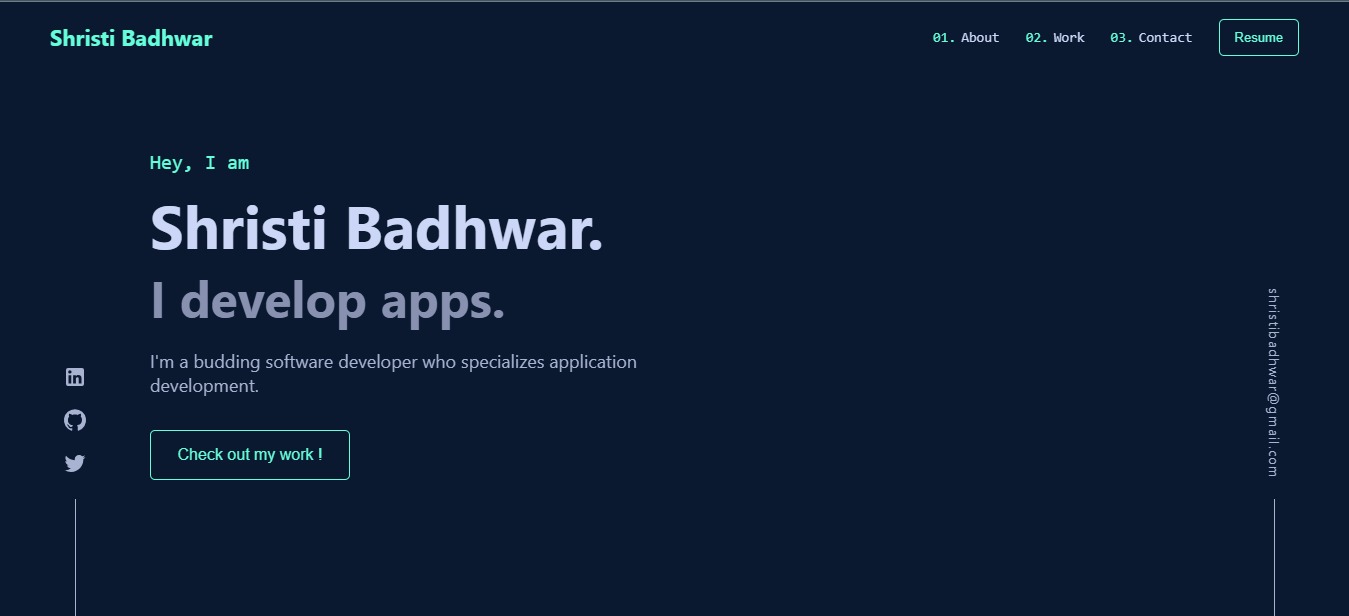 Shristi Badhwar
01. About
02. Work
03. Contact
Resume
Hey, I am
Shristi Badhwar.
I develop apps.
I'm a budding software developer who specializes application
development.
Check out my work !
shristibadhwar@gmail.com